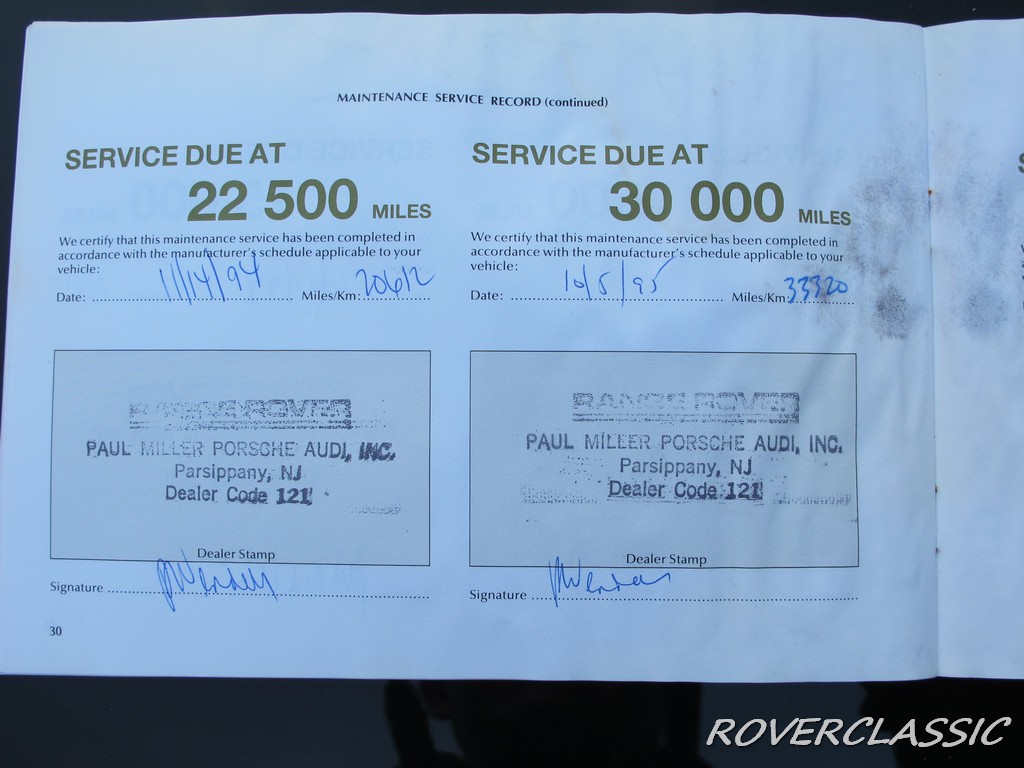 MAINTENANCE SERVICE RECORD (continued)
SERVICE DUE AT
22 500 MILES
We certify that this maintenance service has been completed in
accordance with the manufacturer's schedule applicable to your
vehicle:
Date: 11/14/94 Miles/Km: 20612
RANGE ROVER
PAUL MILLER PORSCHE AUDI, INC.
Parsippany, NJ
Dealer Code 121
Dealer Stamp
Signature
30
SERVICE DUE AT
30 000 MILES
We certify that this maintenance service has been completed in
accordance with the manufacturer's schedule applicable to your
vehicle:
Date: 10/5/95 Miles/Km: 33320
RANGE ROVER
PAUL MILLER PORSCHE AUDI, INC.
Parsippany, NJ
Dealer Code 121
Dealer Stamp
Signature
ROVERCLASSIC